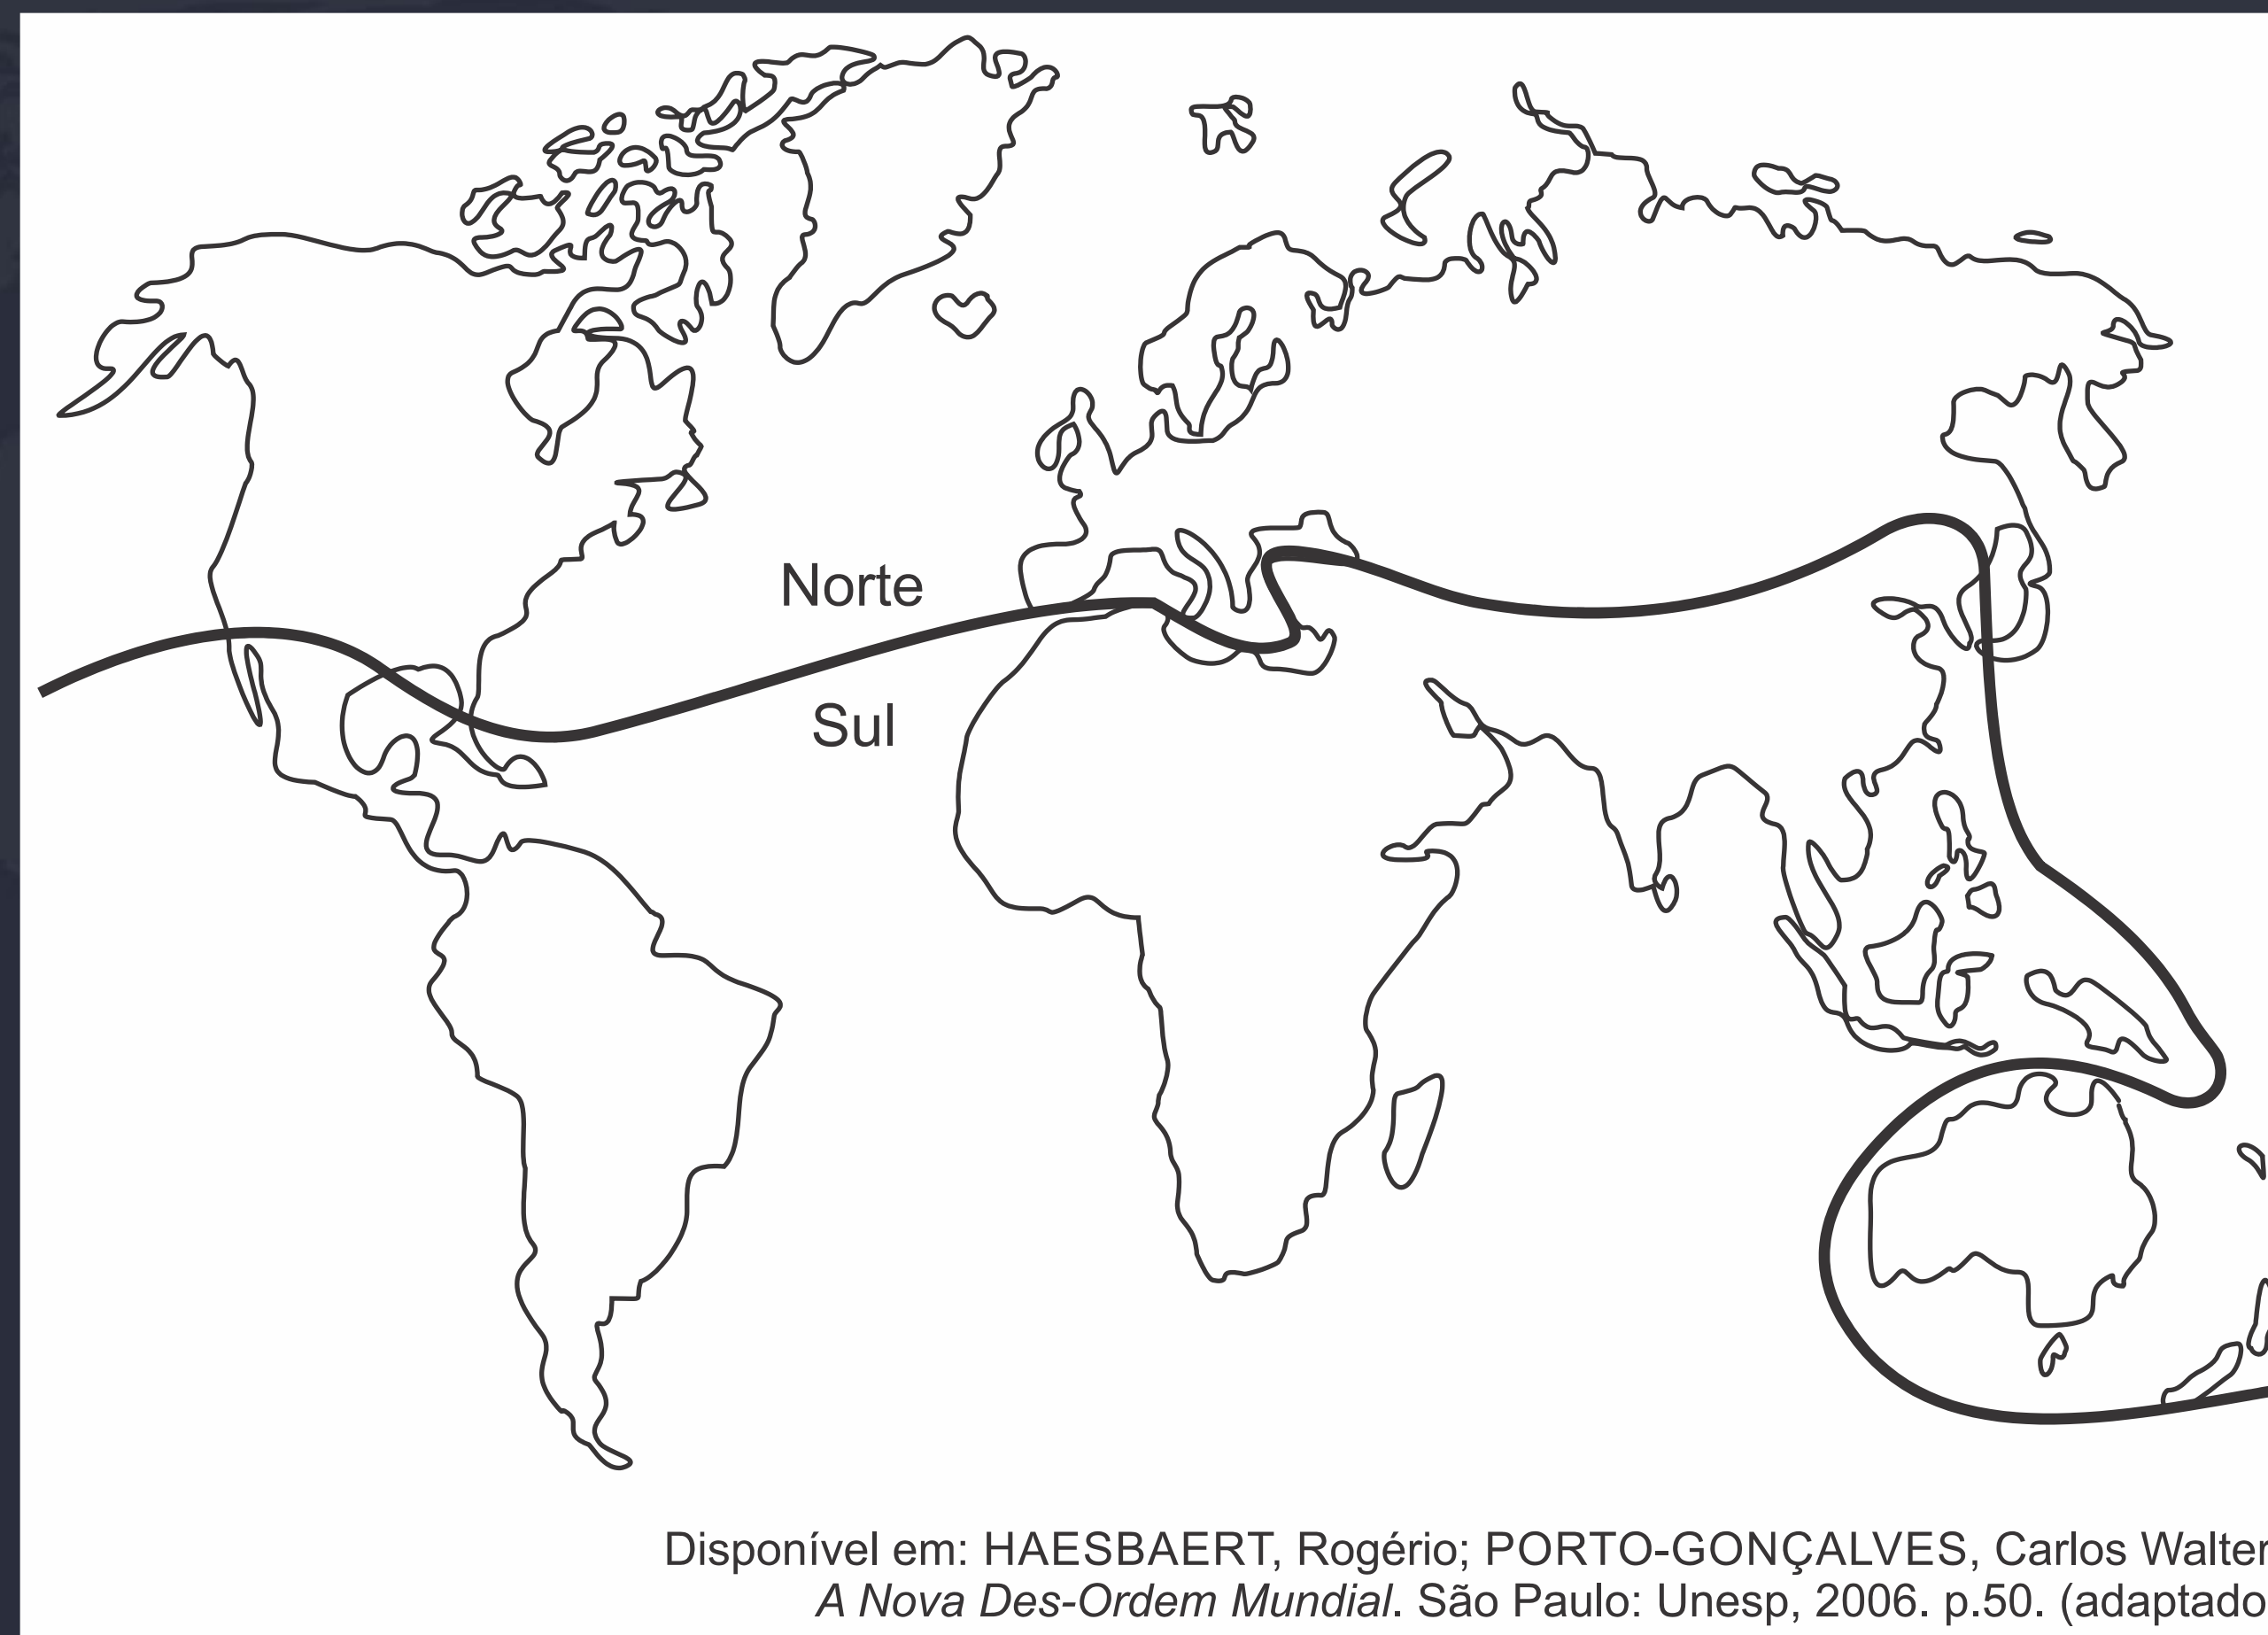 Norte
Sul
Disponível em: HAESBAERT, Rogério; PORTO-GONÇALVES, Carlos Walter
A Nova Des-Ordem Mundial. São Paulo: Unesp, 2006. p.50. (adaptado